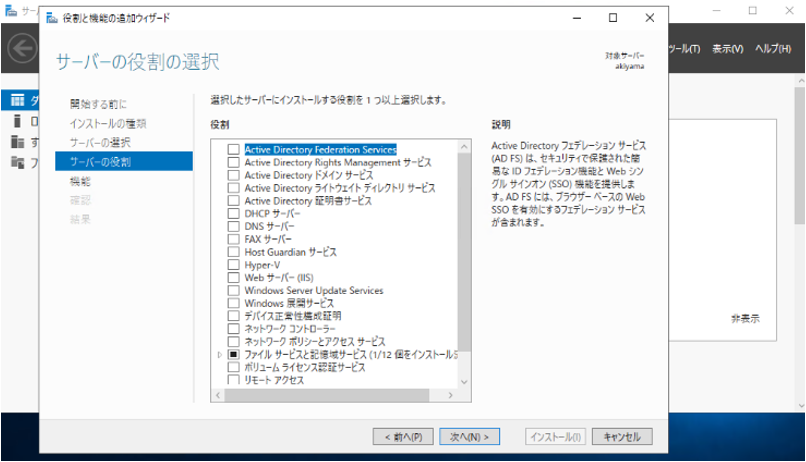 役割と機能の追加ウィザード
サーバーの役割の選択
対象サーバー
akiyama
開始する前に
インストールの種類
サーバーの選択
サーバーの役割
機能
確認
結果
選択したサーバーにインストールする役割を 1 つ以上選択します。
役割
Active Directory Federation Services
Active Directory Rights Management サービス
Active Directory ドメイン サービス
Active Directory ライトウェイト ディレクトリ サービス
Active Directory 証明書サービス
DHCP サーバー
DNS サーバー
FAX サーバー
Host Guardian サービス
Hyper-V
Web サーバー (IIS)
Windows Server Update Services
Windows 展開サービス
デバイス正常性構成証明
ネットワーク コントローラー
ネットワーク ポリシーとアクセス サービス
ファイル サービスと記憶域サービス (1/12 個をインストール
ボリューム ライセンス認証サービス
リモート アクセス
説明
Active Directory フェデレーション サービス
(AD FS) は、セキュリティで保護された簡
易な ID フェデレーション機能と Web シン
グル サインオン (SSO) 機能を提供しま
す。AD FS には、ブラウザー ベースの Web
SSO を有効にするフェデレーション サービス
が含まれます。
< 前へ(P)
次へ(N) >
インストール(I)
キャンセル
ツール(T) 表示(V) ヘルプ(H)
非表示